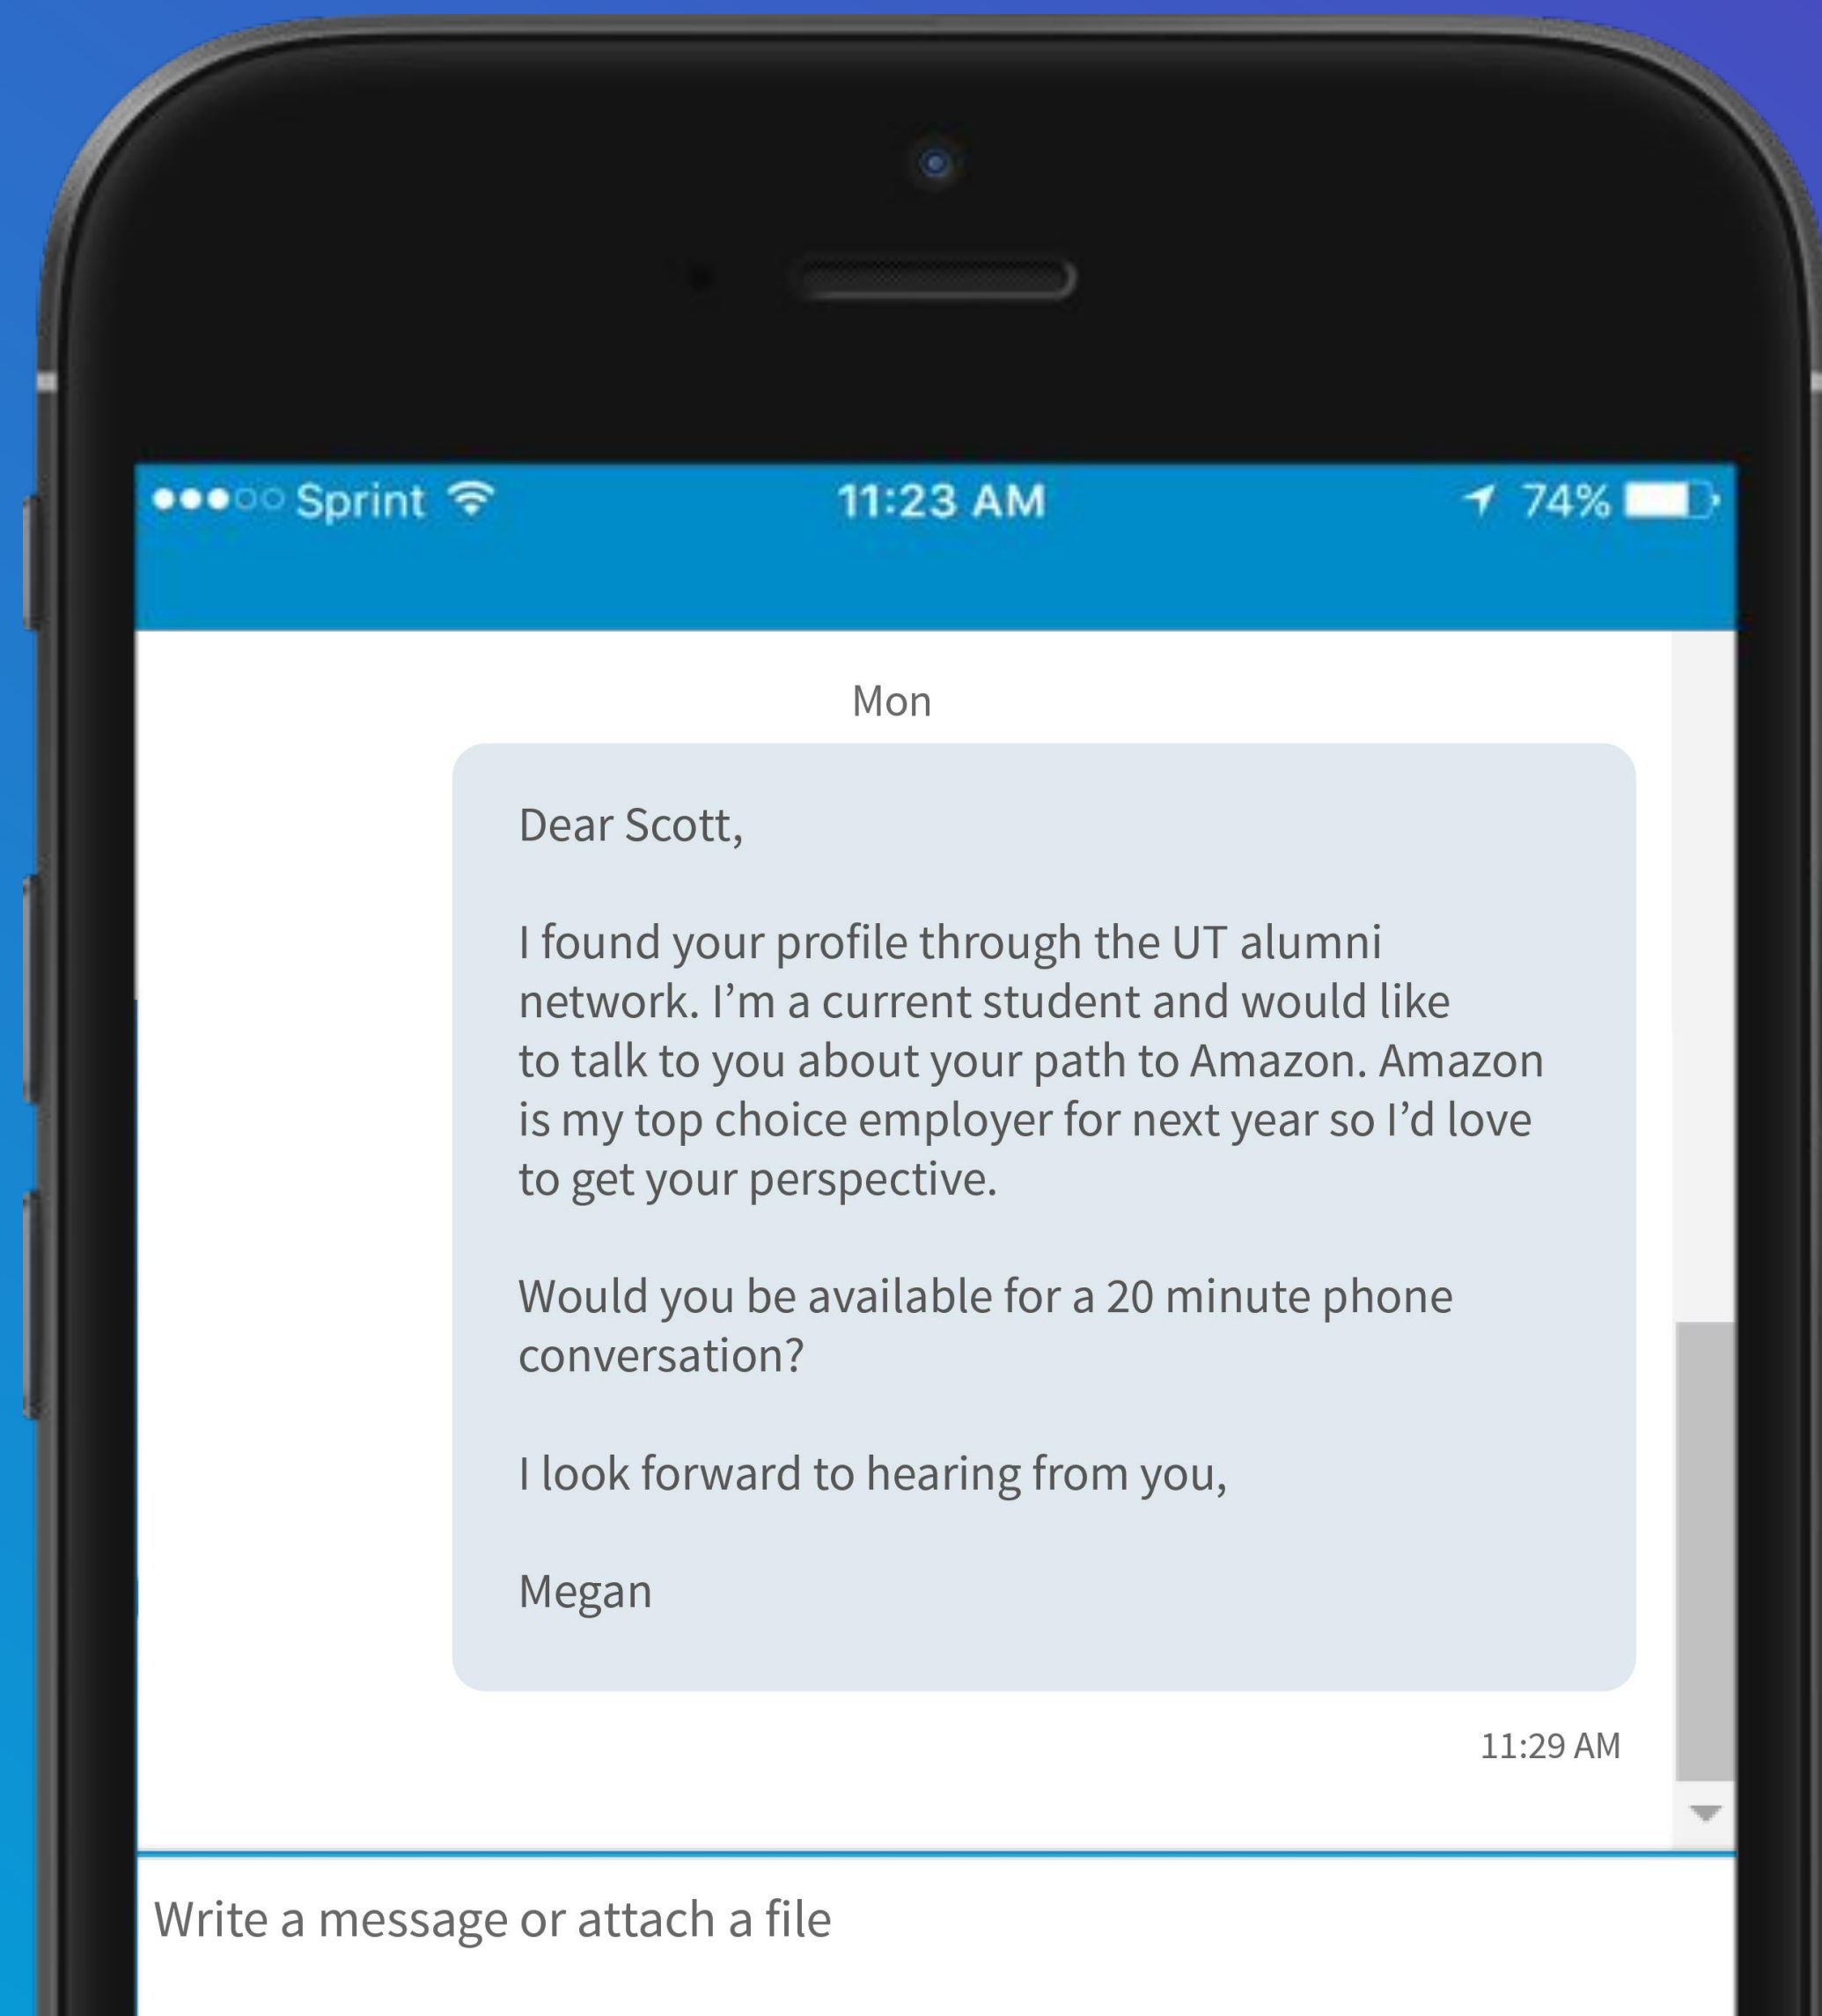 Sprint 11:23 AM 74%
Mon
Dear Scott,
I found your profile through the UT alumni
network. I’m a current student and would like
to talk to you about your path to Amazon. Amazon
is my top choice employer for next year so I’d love
to get your perspective.
Would you be available for a 20 minute phone
conversation?
I look forward to hearing from you,
Megan
11:29 AM
Write a message or attach a file